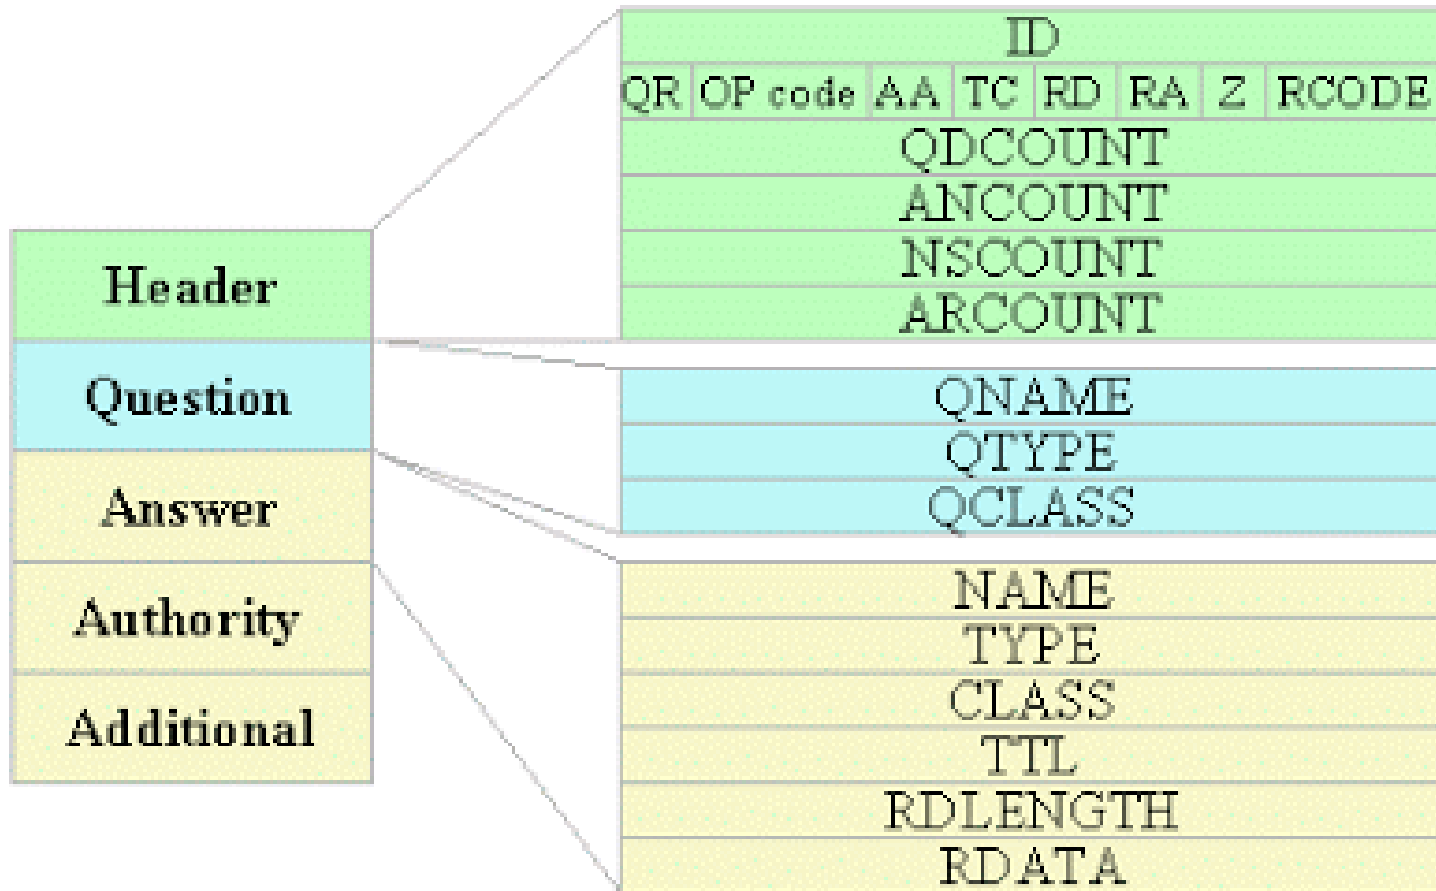 Header
Question
Answer
Authority
Additional
ID
QR OP code AA TC RD RA Z RCODE
QDCOUNT
ANCOUNT
NSCOUNT
ARCOUNT
QNAME
QTYPE
QCLASS
NAME
TYPE
CLASS
TTL
RDLENGTH
RDATA